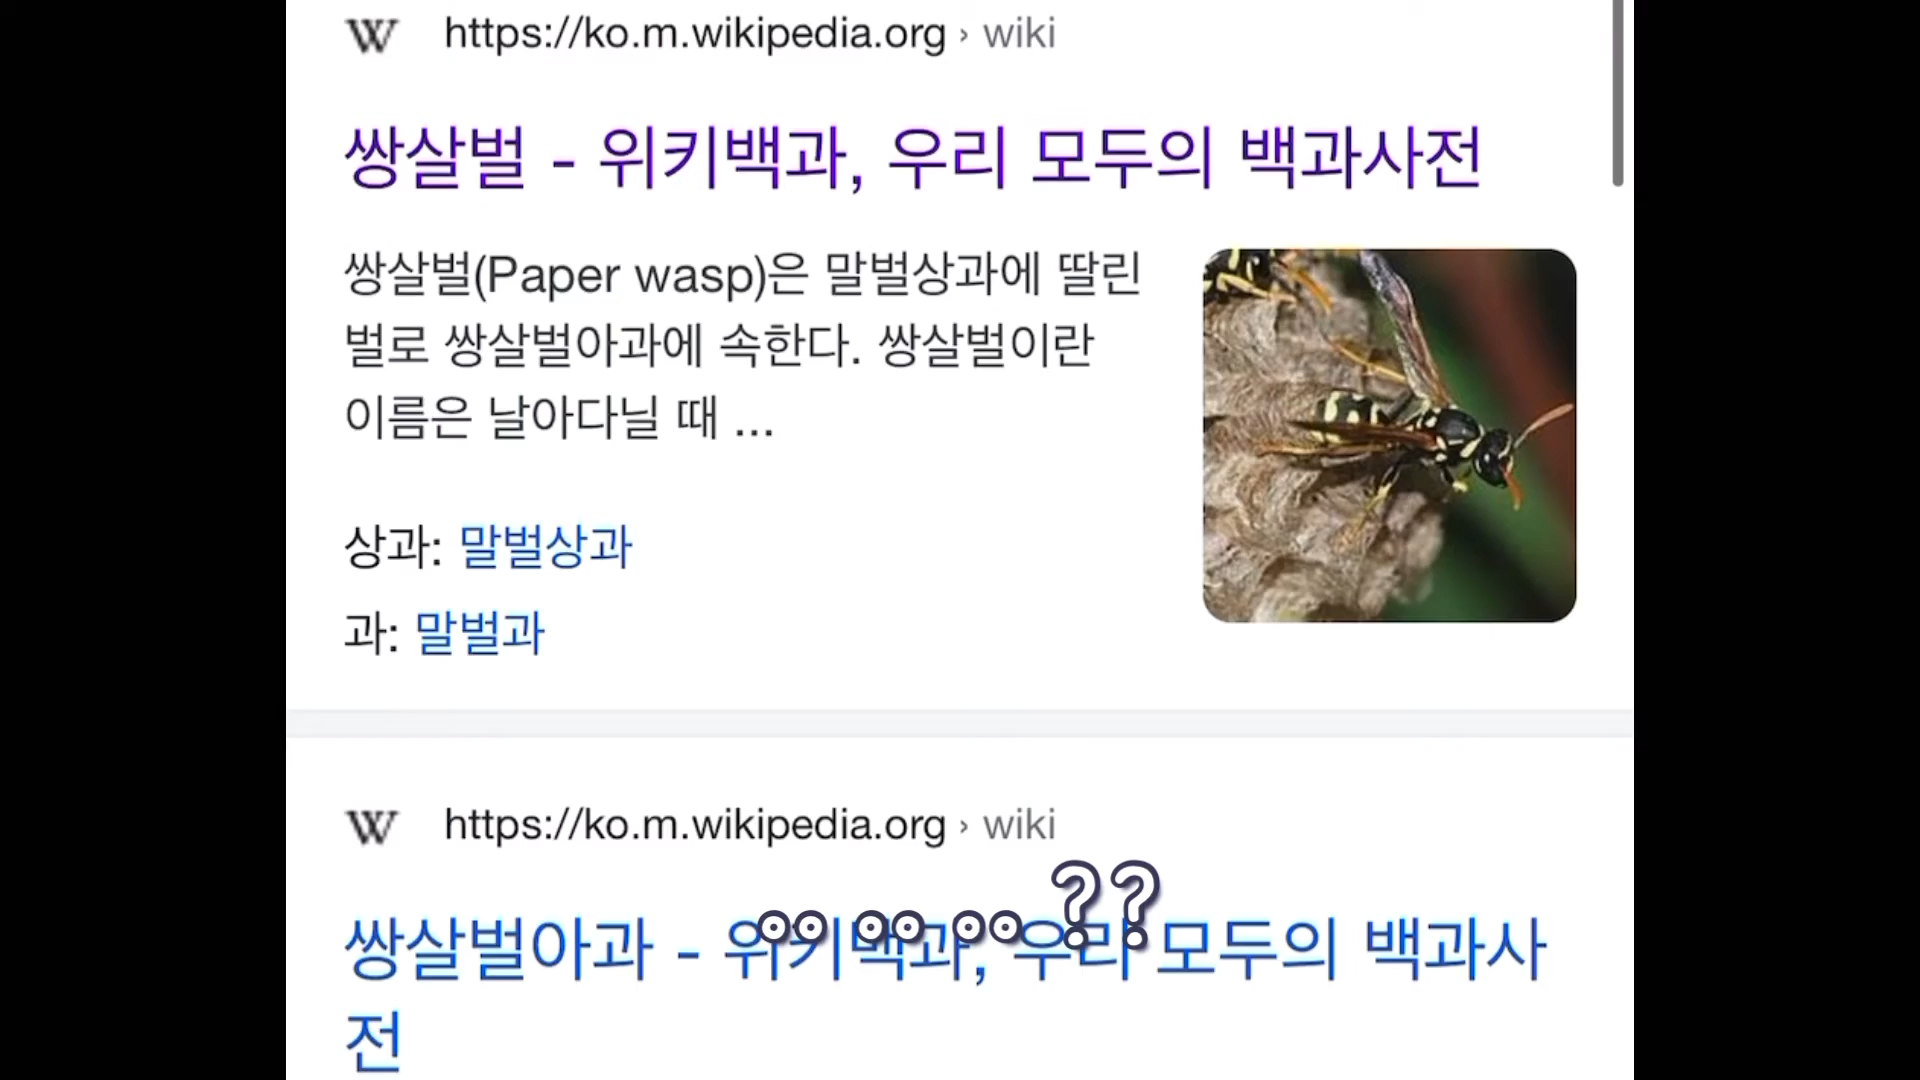 W https://ko.m.wikipedia.org › wiki
쌍살벌 - 위키백과, 우리 모두의 백과사전
쌍살벌(Paper wasp)은 말벌상과에 딸린
벌로 쌍살벌아과에 속한다. 쌍살벌이란
이름은 날아다닐 때 ...
상과: 말벌상과
과: 말벌과
W https://ko.m.wikipedia.org › wiki
.. .. .. ??
쌍살벌아과 - 위키백과, 우리 모두의 백과사
전